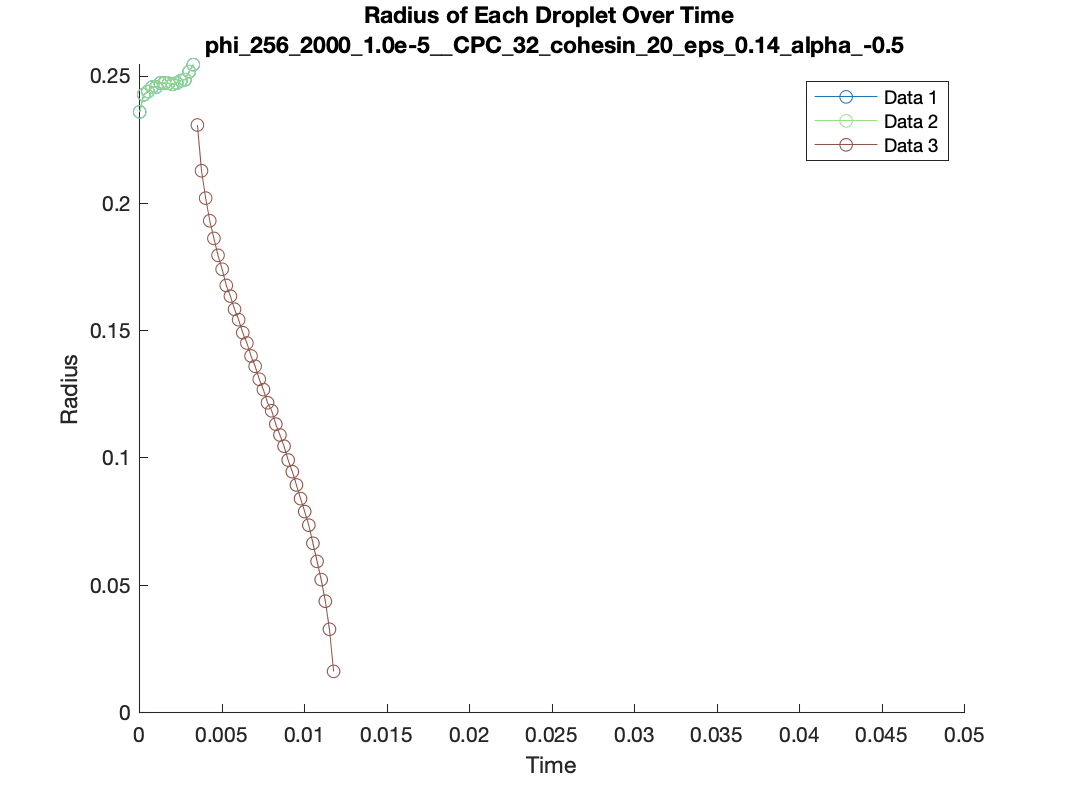 Radius of Each Droplet Over Time
phi_256_2000_1.0e-5__CPC_32_cohesin_20_eps_0.14_alpha_-0.5
0.25
0.2
0.15
0.1
0.05
0
Radius
Data 1
Data 2
Data 3
0 0.005 0.01 0.015 0.02 0.025 0.03 0.035 0.04 0.045 0.05
Time